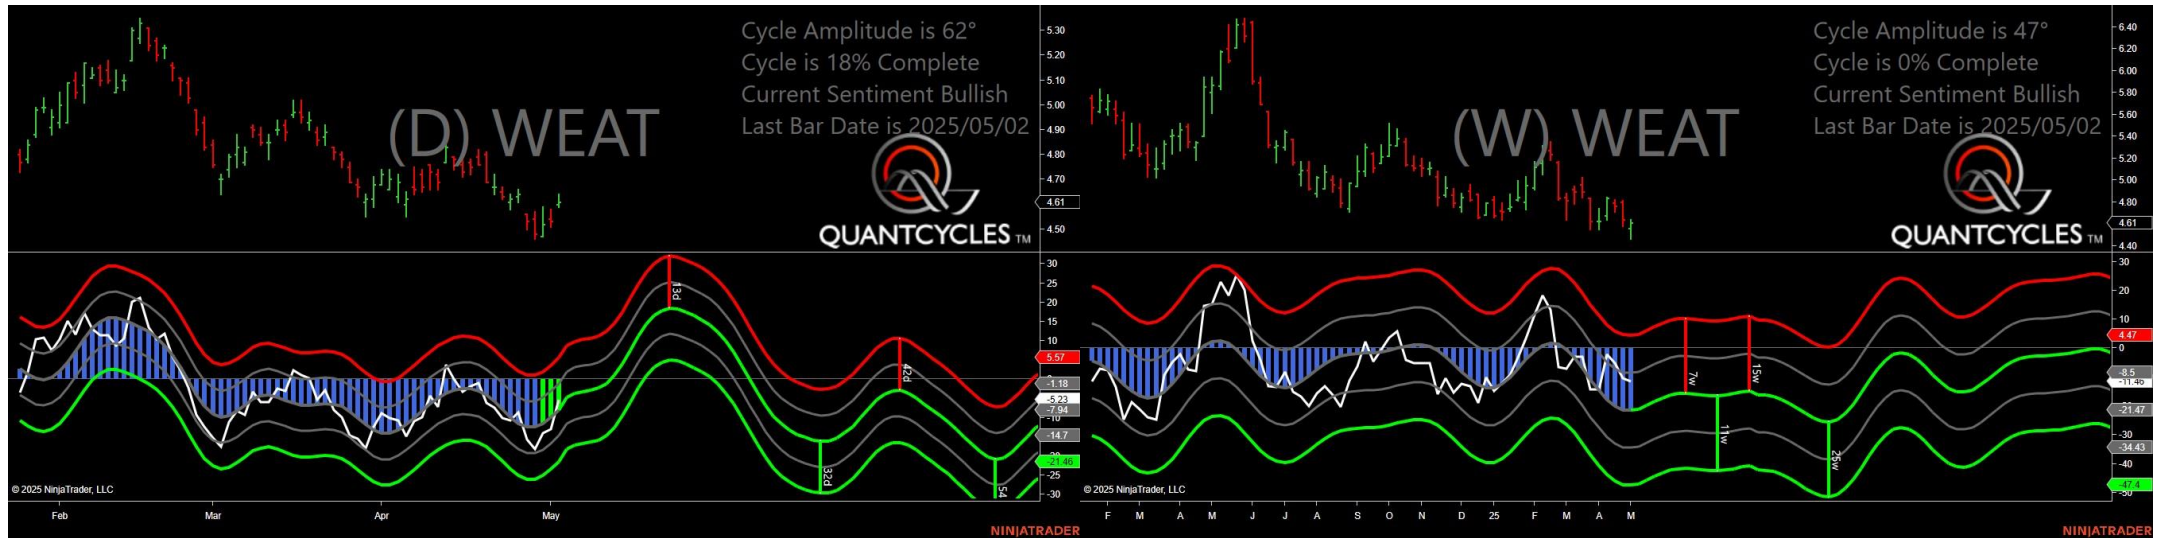 Cycle Amplitude is 62°
Cycle is 18% Complete
Current Sentiment Bullish
Last Bar Date is 2025/05/02
(D) WEAT
QUANTCYCLES TM
5.30
5.20
5.10
5.00
4.90
4.80
4.70
4.61
4.50
30
25
20
15
10
5.57
-1.18
-5.23
-7.94
-10
-14.7
-21.46
-25
-30
13d
42d
32d
54
© 2025 NinjaTrader, LLC
Feb
Mar
Apr
May
NINJATRADER
Cycle Amplitude is 47°
Cycle is 0% Complete
Current Sentiment Bullish
Last Bar Date is 2025/05/02
(W) WEAT
QUANTCYCLES TM
6.40
6.20
6.00
5.80
5.60
5.40
5.20
5.00
4.80
4.61
4.40
30
20
10
4.47
0
-8.5
-11.46
-21.47
-30
-34.43
-40
-47.4
-50
7w
15w
11w
25w
© 2025 NinjaTrader, LLC
F
M
A
M
J
J
A
S
O
N
D
25
F
M
A
M
NINJATRADER